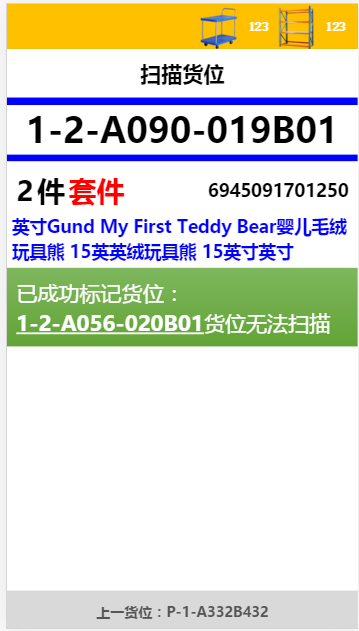 123 123
扫描货位
1-2-A090-019B01
2件套件 6945091701250
英寸Gund My First Teddy Bear婴儿毛绒
玩具熊 15英英绒玩具熊 15英寸英寸
已成功标记货位：
1-2-A056-020B01货位无法扫描
上一货位：P-1-A332B432